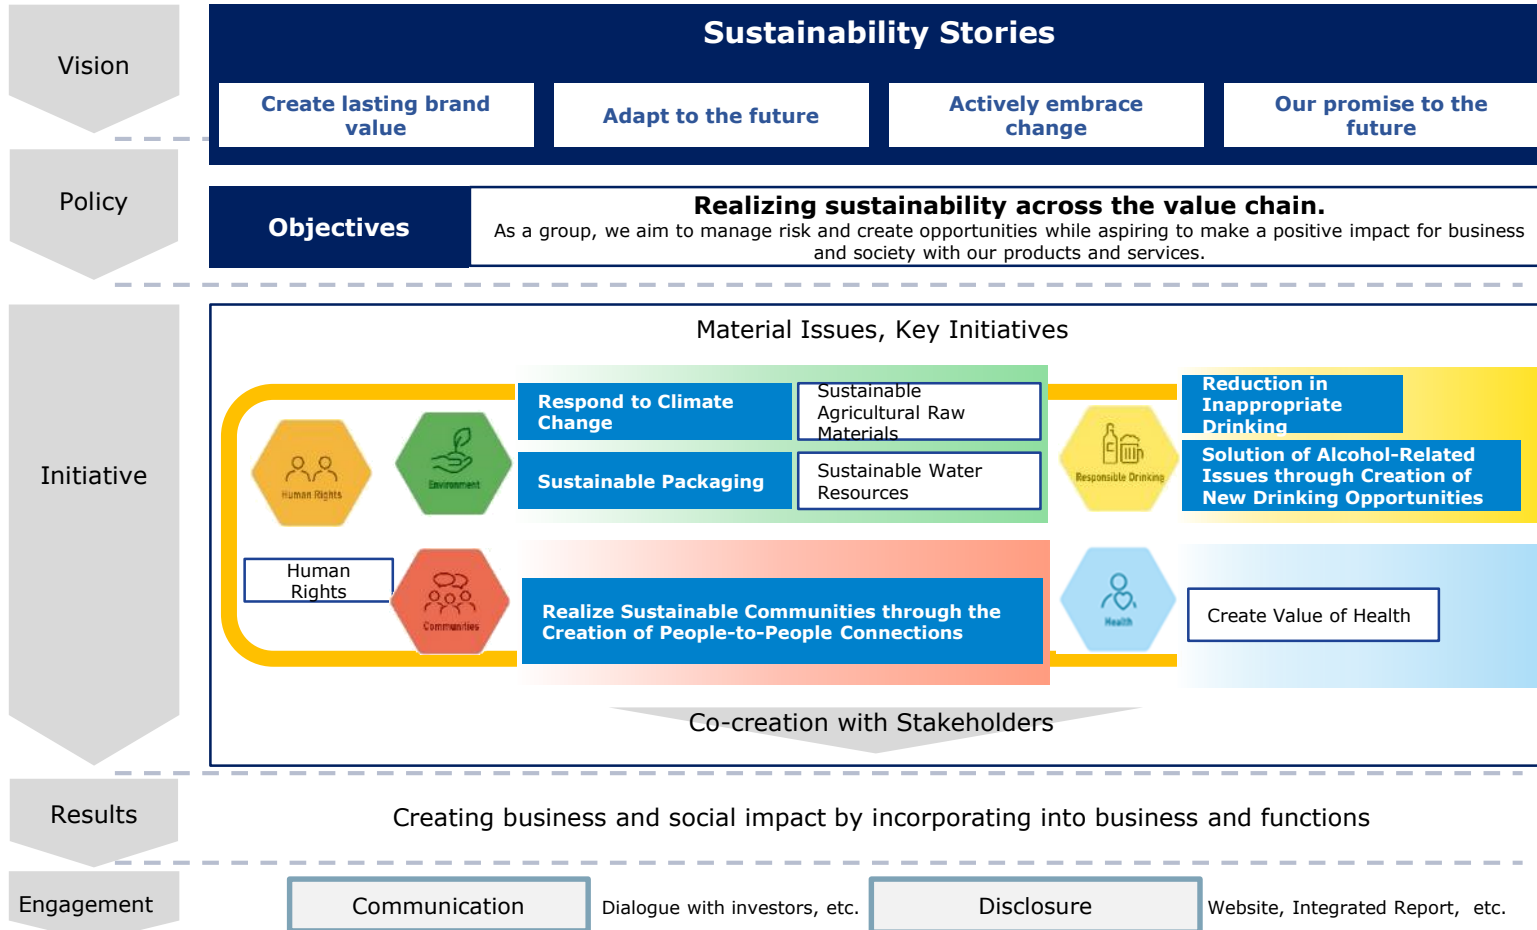 Vision
Sustainability Stories
Create lasting brand
value
Adapt to the future
Actively embrace
change
Our promise to the
future
Policy
Objectives
Realizing sustainability across the value chain.
As a group, we aim to manage risk and create opportunities while aspiring to make a positive impact for business
and society with our products and services.
Initiative
Material Issues, Key Initiatives
Human Rights
Human
Rights
Environment
Respond to Climate
Change
Sustainable
Agricultural Raw
Materials
Sustainable Packaging
Sustainable Water
Resources
Responsible Drinking
Reduction in
Inappropriate
Drinking
Solution of Alcohol-Related
Issues through Creation of
New Drinking Opportunities
Communities
Realize Sustainable Communities through the
Creation of People-to-People Connections
Health
Create Value of Health
Co-creation with Stakeholders
Results
Creating business and social impact by incorporating into business and functions
Engagement
Communication
Dialogue with investors, etc.
Disclosure
Website, Integrated Report, etc.